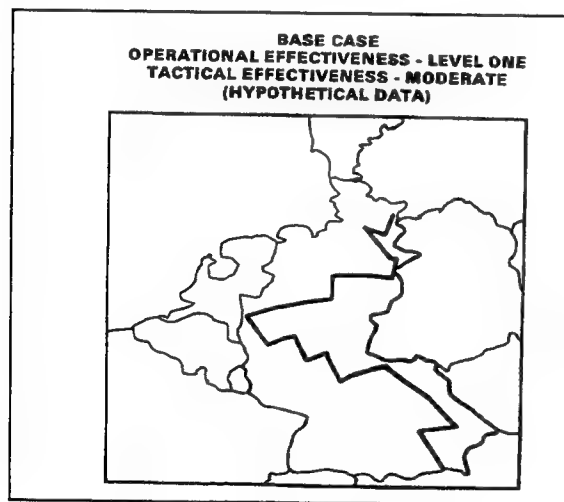 BASE CASE
OPERATIONAL EFFECTIVENESS - LEVEL ONE
TACTICAL EFFECTIVENESS - MODERATE
(HYPOTHETICAL DATA)